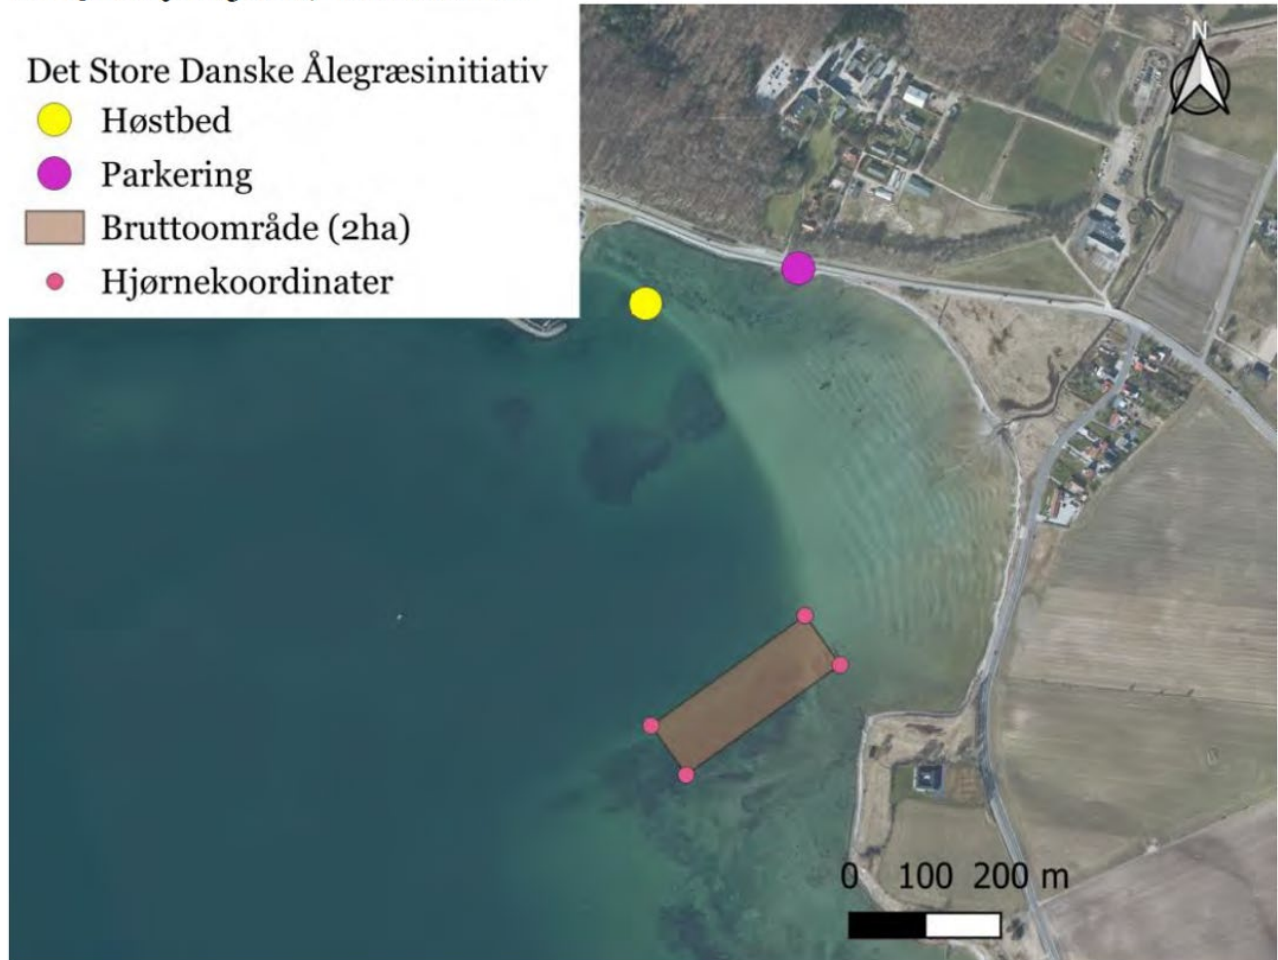 Det Store Danske Ålegræsinitiativ
Høstbed
Parkering
Bruttoområde (2ha)
Hjørnekoordinater
N
0 100 200 m